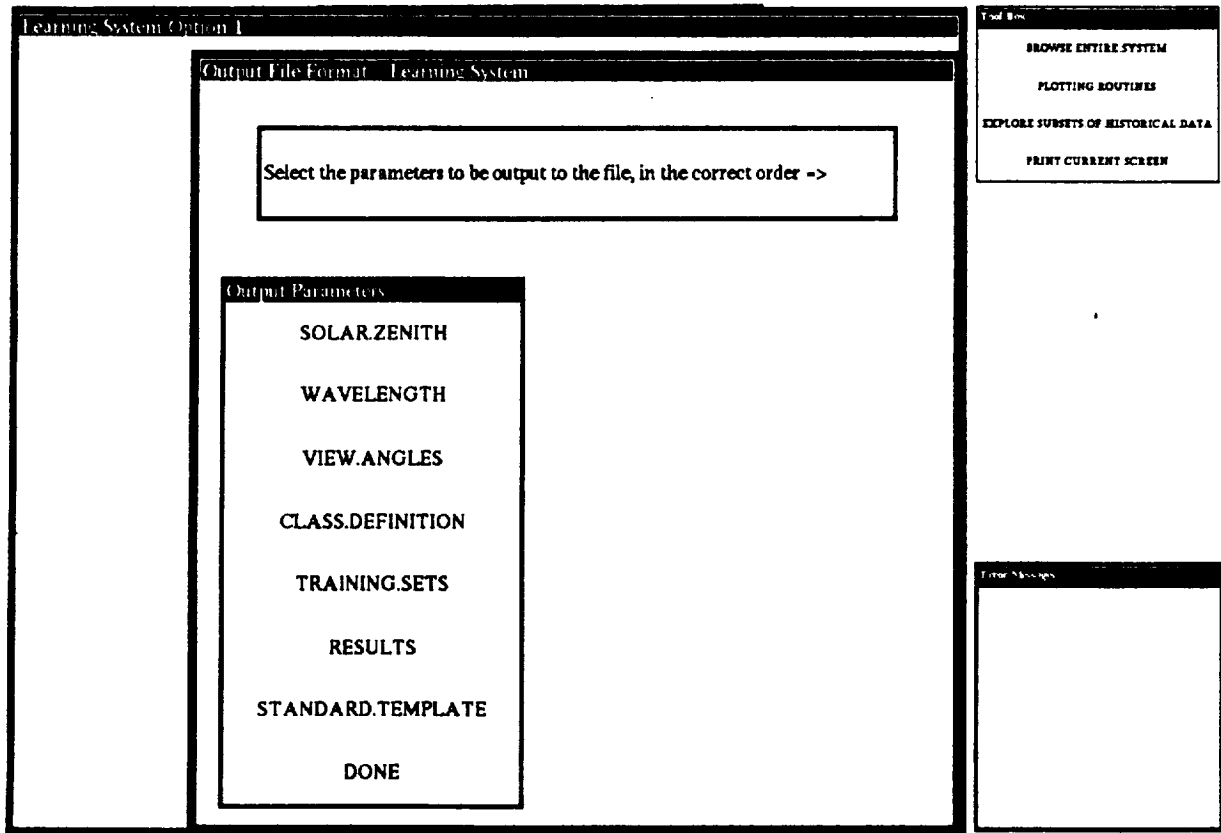 Learning System Option 1
Output File Format Learning System
Select the parameters to be output to the file, in the correct order =>
Output Parameters
SOLAR.ZENITH
WAVELENGTH
VIEW.ANGLES
CLASS.DEFINITION
TRAINING.SETS
RESULTS
STANDARD.TEMPLATE
DONE
Tool Box
BROWSE ENTIRE SYSTEM
PLOTTING ROUTINES
EXPLORE SUBSETS OF HISTORICAL DATA
PRINT CURRENT SCREEN
Error Messages